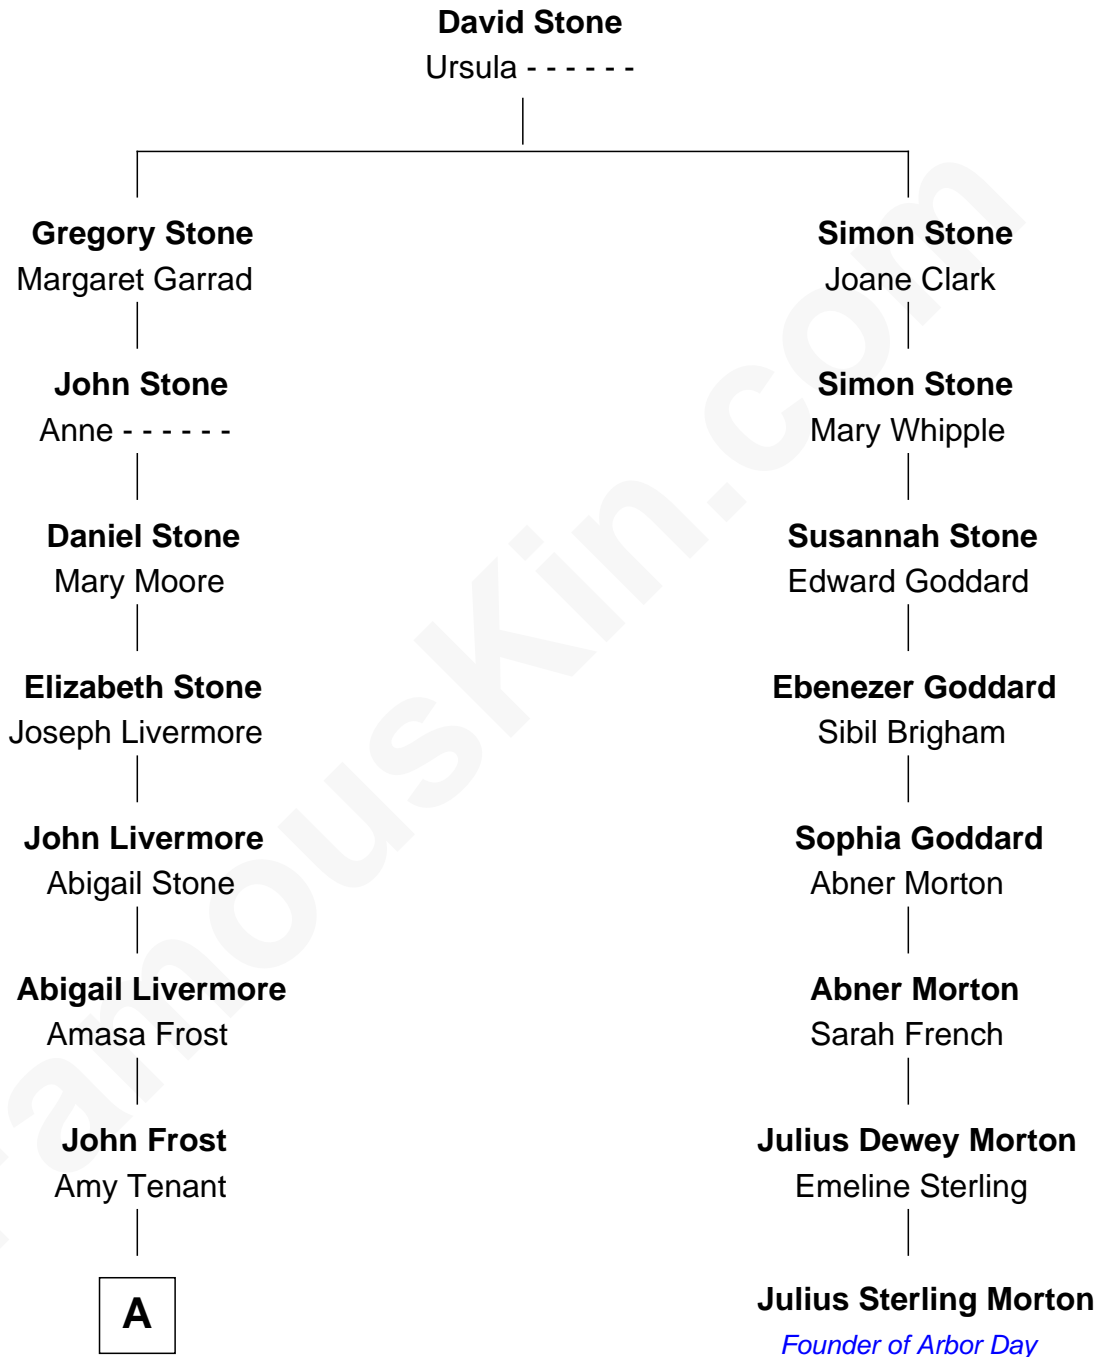 David Stone
Ursula - - - - - -
Gregory Stone
Margaret Garrad
Simon Stone
Joane Clark
John Stone
Anne - - - - - -
Simon Stone
Mary Whipple
Daniel Stone
Mary Moore
Susannah Stone
Edward Goddard
Elizabeth Stone
Joseph Livermore
Ebenezer Goddard
Sibil Brigham
John Livermore
Abigail Stone
Sophia Goddard
Abner Morton
Abigail Livermore
Amasa Frost
Abner Morton
Sarah French
John Frost
Amy Tenant
Julius Dewey Morton
Emeline Sterling
A
Julius Sterling Morton
Founder of Arbor Day
FamousKin.com